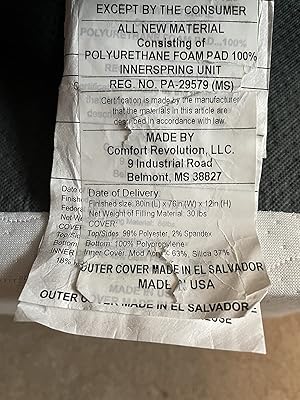 EXCEPT BY THE CONSUMER
ALL NEW MATERIAL
Consisting of
POLYURETHANE FOAM PAD 100%
INNERSPRING UNIT
REG. NO. PA-29579 (MS)
Certification is made by the manufacturer
that the materials in this article are
described in accordance with law.
MADE BY
Comfort Revolution, LLC.
9 Industrial Road
Belmont, MS 38827
Date of Delivery
Finished size: 80in (L) x 76in (W) x 12in (H)
Net Weight of Filling Material: 30 lbs
COVER:
Top/Sides: 98% Polyester, 2% Spandex
Bottom: 100% Polypropylene
Inner Cover: Mod Acrylic 63%, Silica 37%
OUTER COVER MADE IN EL SALVADOR
MADE IN USA
OUTER COVER MADE IN EL SALVADOR